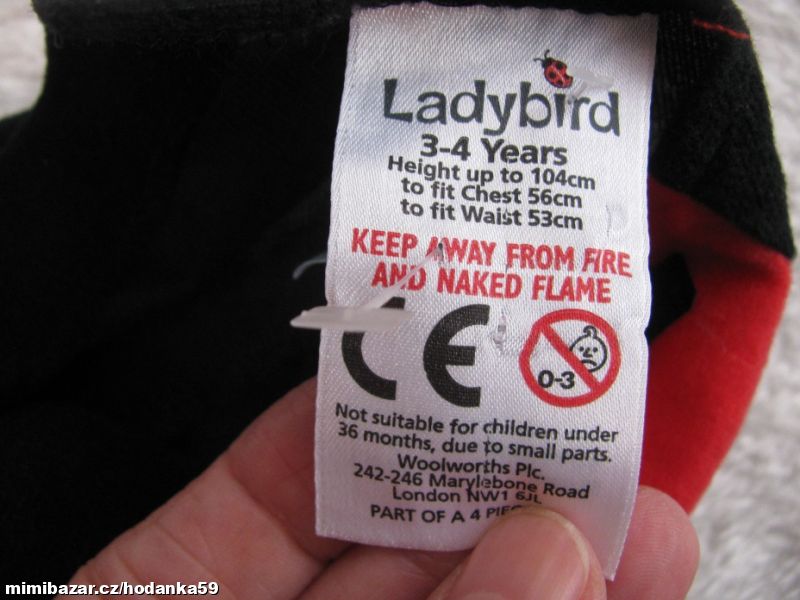 Ladybird
3-4 Years
Height up to 104cm
to fit Chest 56cm
to fit Waist 53cm
KEEP AWAY FROM FIRE
AND NAKED FLAME
CE
0-3
Not suitable for children under
36 months, due to small parts.
Woolworths Plc.
242-246 Marylebone Road
London NW1 6JL
PART OF A 4
mimibazar.cz/hodanka59